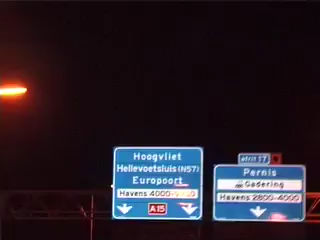 Hoogvliet
Hellevoetsluis (N57)
Europoort
Havens 4000-
A15
afrit 17
Pernis
Gadering
Havens 2800-4000